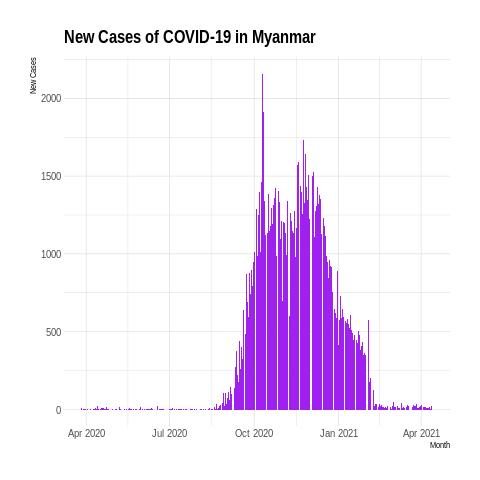 New Cases of COVID-19 in Myanmar
New Cases
2000
1500
1000
500
0
Apr 2020 Jul 2020 Oct 2020 Jan 2021 Apr 2021
Month